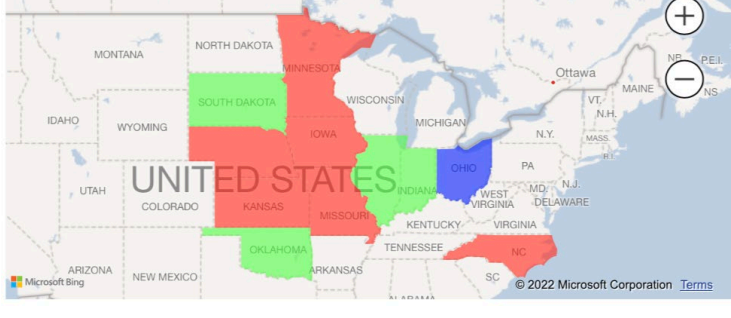 MONTANA
NORTH DAKOTA
MINNESOTA
Ottawa
+
NB
P.E.I.
−
MAINE
NS
SOUTH DAKOTA
WISCONSIN
VT.
N.H.
IDAHO
WYOMING
MICHIGAN
IOWA
N.Y.
MASS.
R.I.
UNITED STATES
OHIO
PA
UTAH
INDIANA
N.J.
MD
WEST
VIRGINIA
DELAWARE
COLORADO
KANSAS
MISSOURI
KENTUCKY
VIRGINIA
OKLAHOMA
TENNESSEE
NC
ARIZONA
NEW MEXICO
ARKANSAS
SC
Microsoft Bing
© 2022 Microsoft Corporation Terms
ALABAMA